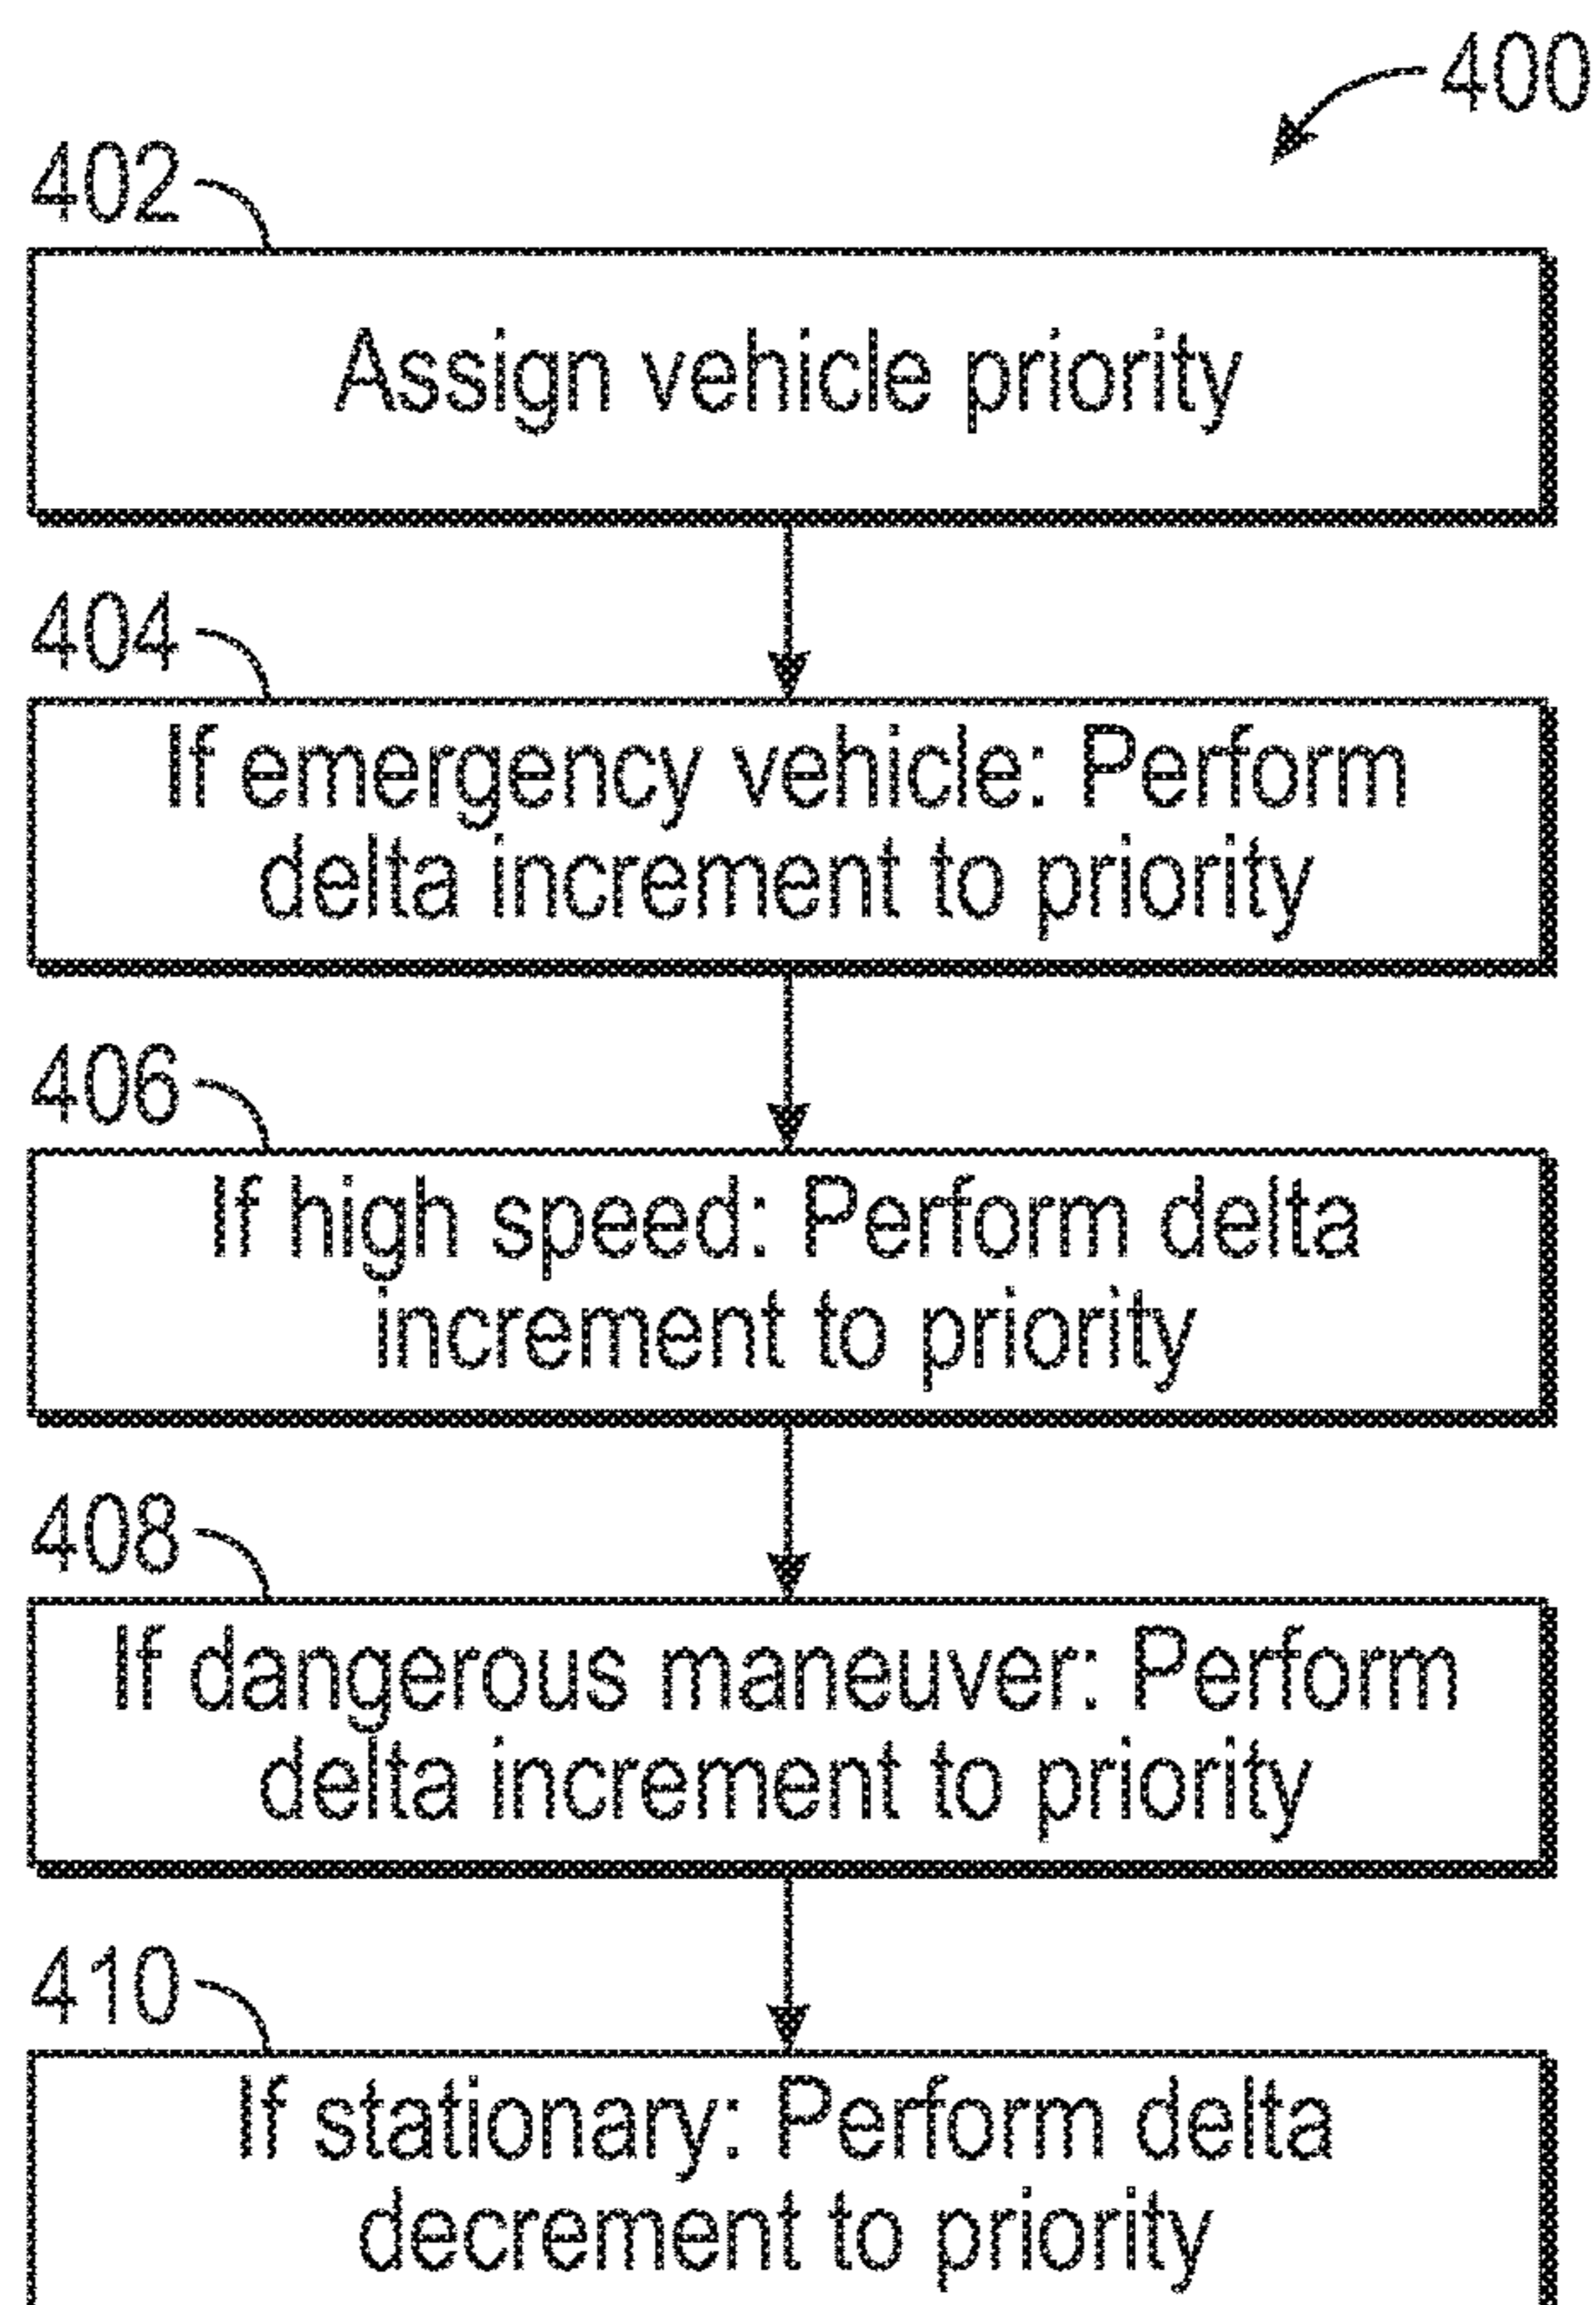 400
402
Assign vehicle priority
404
If emergency vehicle: Perform
delta increment to priority
406
If high speed: Perform delta
increment to priority
408
If dangerous maneuver: Perform
delta increment to priority
410
If stationary: Perform delta
decrement to priority